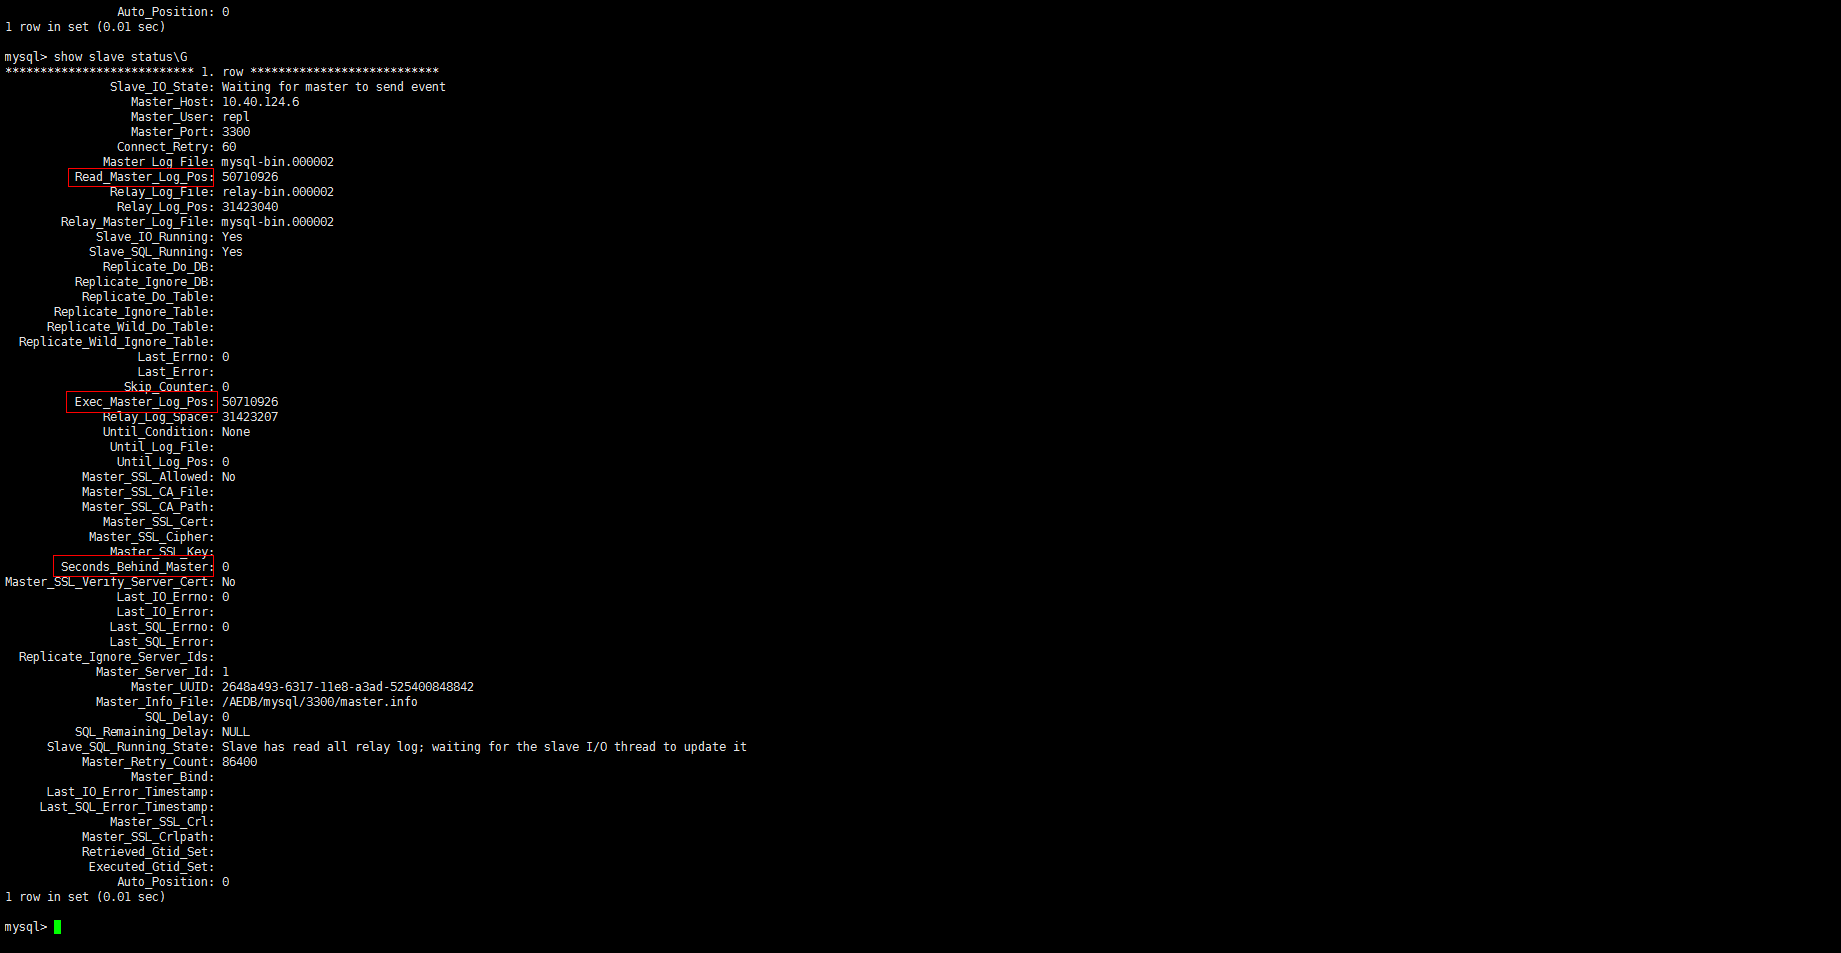 Auto_Position: 0
1 row in set (0.01 sec)
mysql> show slave status\G
*************************** 1. row ***************************
Slave_IO_State: Waiting for master to send event
Master_Host: 10.40.124.6
Master_User: repl
Master_Port: 3300
Connect_Retry: 60
Master_Log_File: mysql-bin.000002
Read_Master_Log_Pos: 50710926
Relay_Log_File: relay-bin.000002
Relay_Log_Pos: 31423040
Relay_Master_Log_File: mysql-bin.000002
Slave_IO_Running: Yes
Slave_SQL_Running: Yes
Replicate_Do_DB:
Replicate_Ignore_DB:
Replicate_Do_Table:
Replicate_Ignore_Table:
Replicate_Wild_Do_Table:
Replicate_Wild_Ignore_Table:
Last_Errno: 0
Last_Error:
Skip_Counter: 0
Exec_Master_Log_Pos: 50710926
Relay_Log_Space: 31423207
Until_Condition: None
Until_Log_File:
Until_Log_Pos: 0
Master_SSL_Allowed: No
Master_SSL_CA_File:
Master_SSL_CA_Path:
Master_SSL_Cert:
Master_SSL_Cipher:
Master_SSL_Key:
Seconds_Behind_Master: 0
Master_SSL_Verify_Server_Cert: No
Last_IO_Errno: 0
Last_IO_Error:
Last_SQL_Errno: 0
Last_SQL_Error:
Replicate_Ignore_Server_Ids:
Master_Server_Id: 1
Master_UUID: 2648a493-6317-11e8-a3ad-525400848842
Master_Info_File: /AEDB/mysql/3300/master.info
SQL_Delay: 0
SQL_Remaining_Delay: NULL
Slave_SQL_Running_State: Slave has read all relay log; waiting for the slave I/O thread to update it
Master_Retry_Count: 86400
Master_Bind:
Last_IO_Error_Timestamp:
Last_SQL_Error_Timestamp:
Master_SSL_Crl:
Master_SSL_Crlpath:
Retrieved_Gtid_Set:
Executed_Gtid_Set:
Auto_Position: 0
1 row in set (0.01 sec)
mysql>